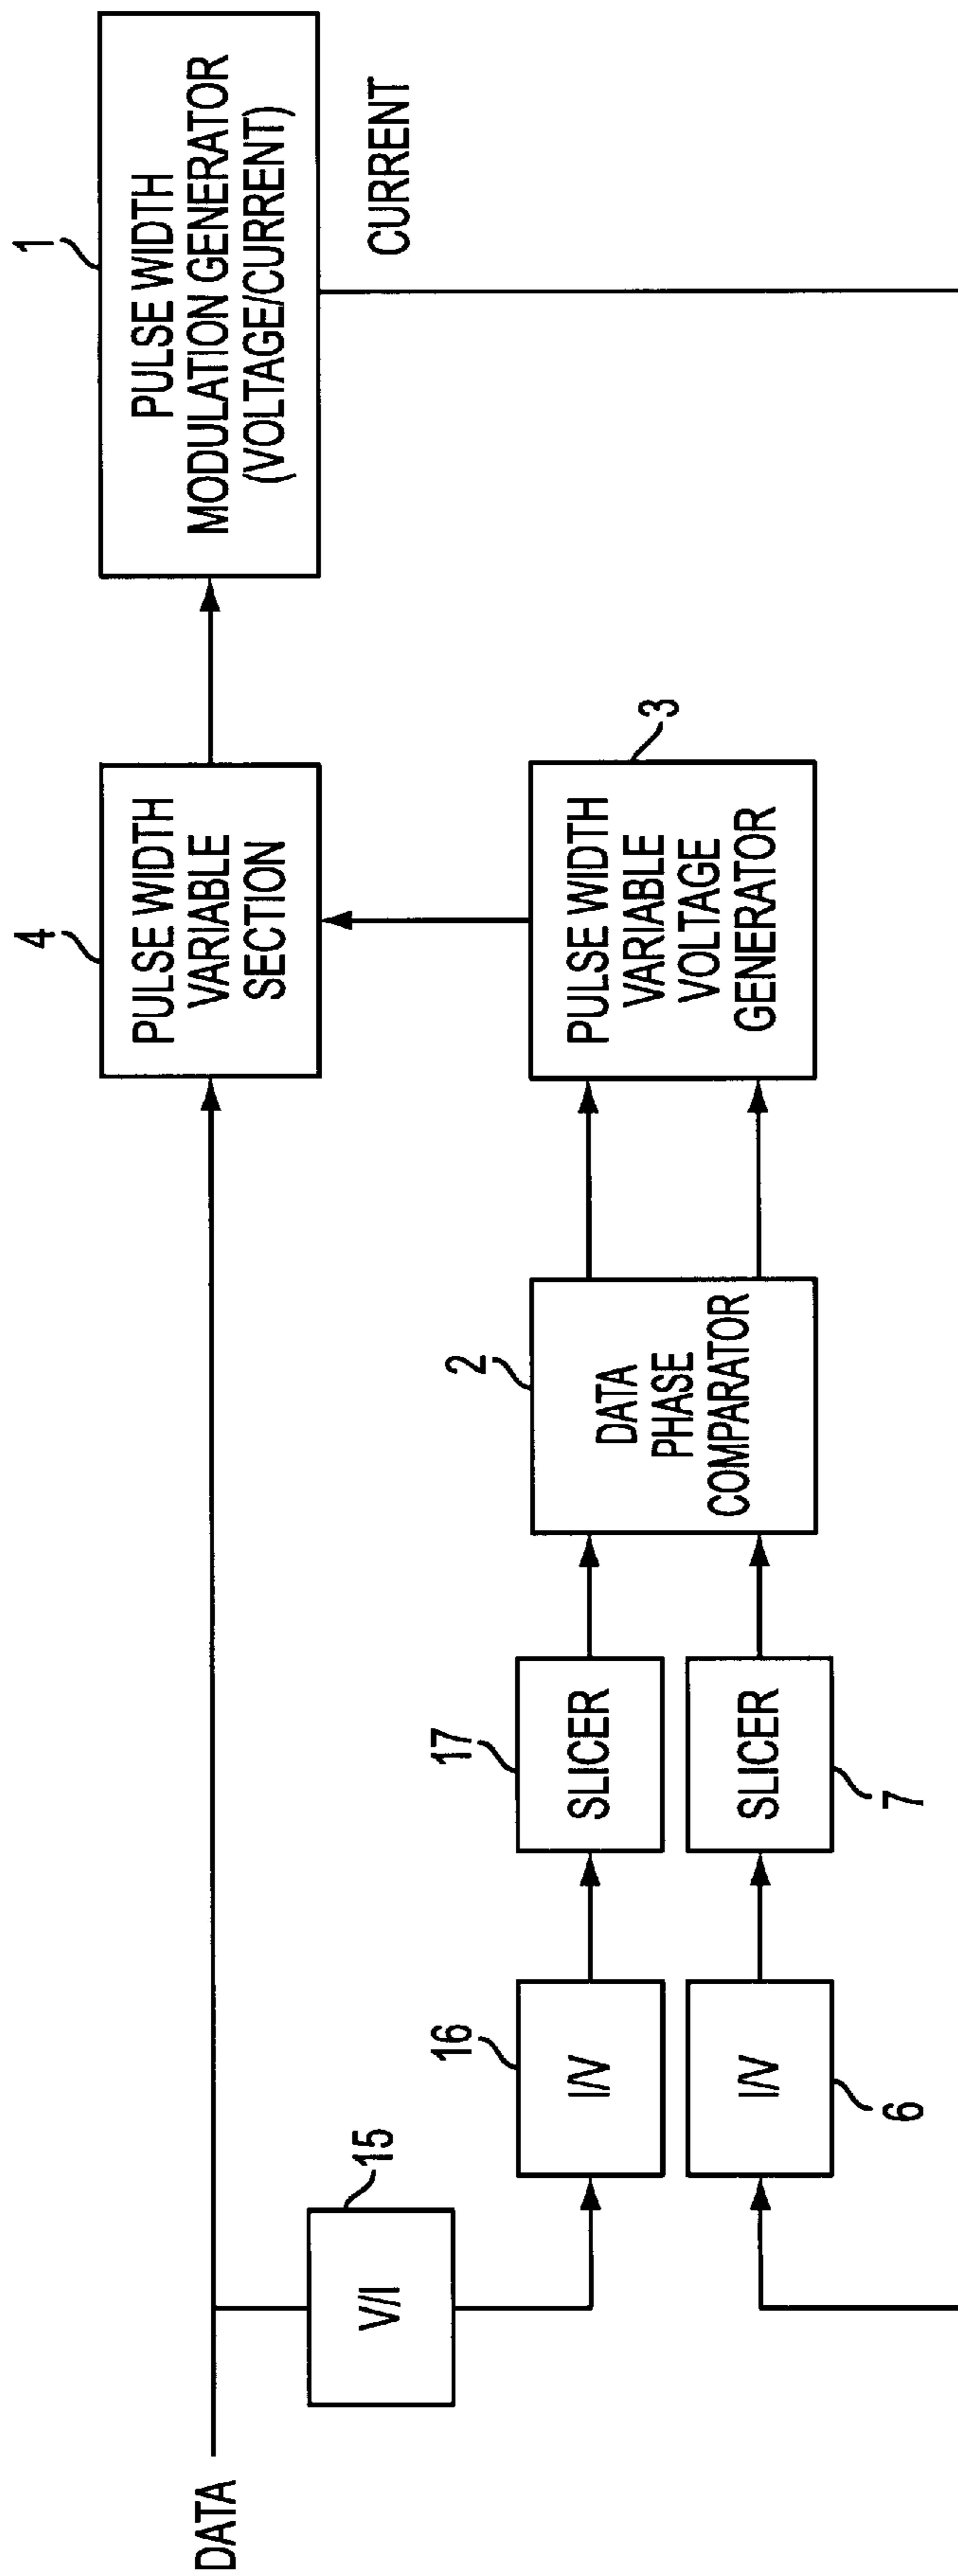 1
PULSE WIDTH
MODULATION GENERATOR
(VOLTAGE/CURRENT)
CURRENT
4
PULSE WIDTH
VARIABLE
SECTION
3
PULSE WIDTH
VARIABLE
VOLTAGE
GENERATOR
2
DATA
PHASE
COMPARATOR
17
SLICER
SLICER
7
16
I/V
I/V
6
15
V/I
DATA